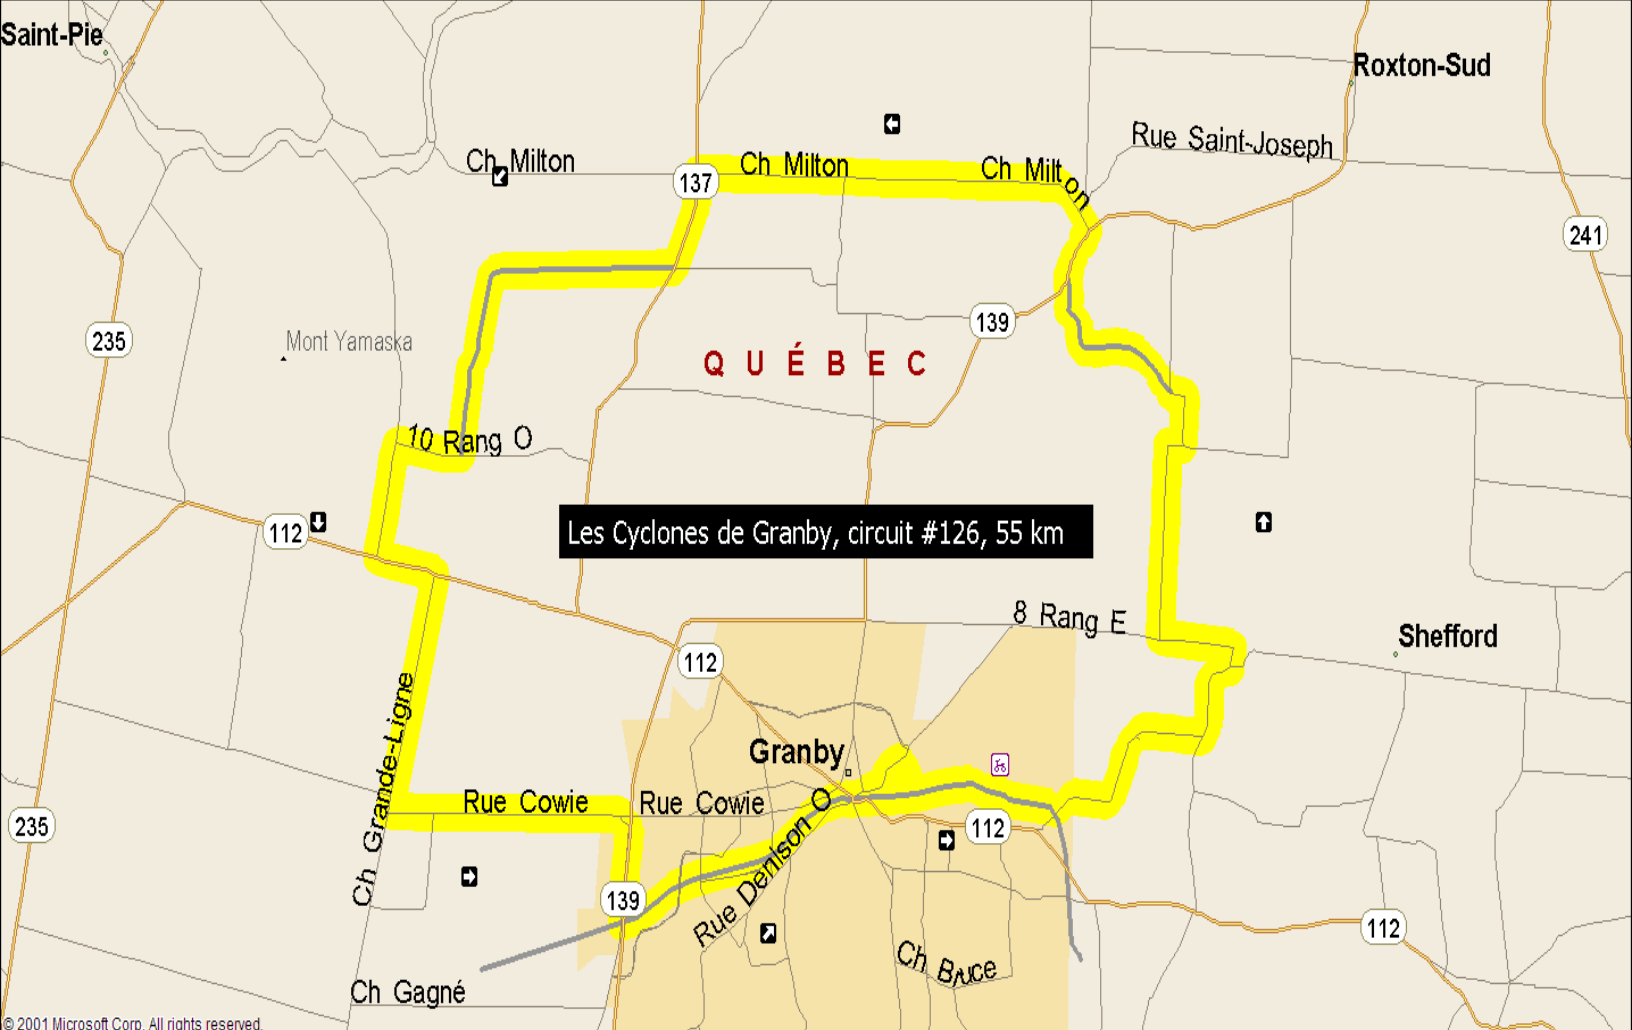 Saint-Pie
Roxton-Sud
Rue Saint-Joseph
Ch Milton
Ch Milton
Ch Milton
137
241
139
235
Mont Yamaska
QUÉBEC
10 Rang O
112
Les Cyclones de Granby, circuit #126, 55 km
8 Rang E
Shefford
112
Ch Grande-Ligne
Granby
Rue Cowie
Rue Cowie
235
112
Rue Denison O
139
112
Ch Bruce
Ch Gagné
© 2001 Microsoft Corp. All rights reserved.